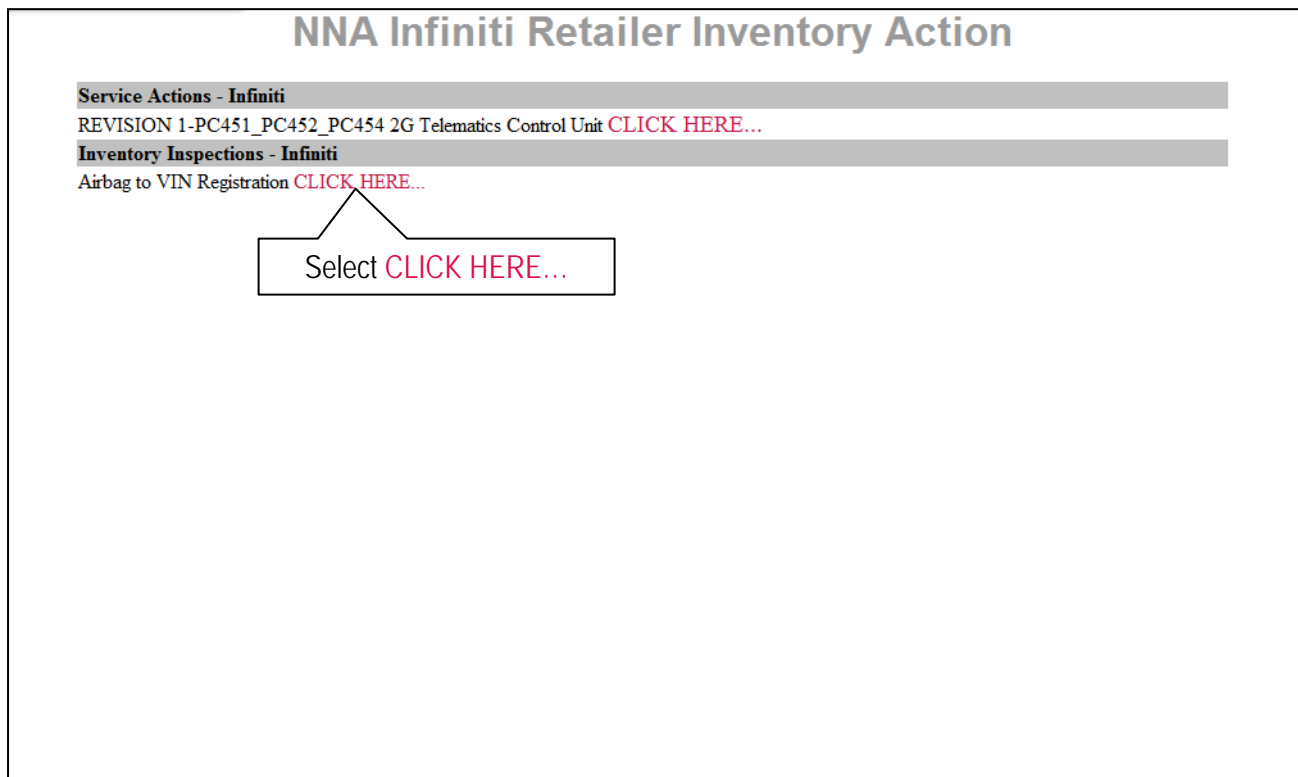 NNA Infiniti Retailer Inventory Action
Service Actions - Infiniti
REVISION 1-PC451_PC452_PC454 2G Telematics Control Unit CLICK HERE...
Inventory Inspections - Infiniti
Airbag to VIN Registration CLICK HERE...
Select CLICK HERE...